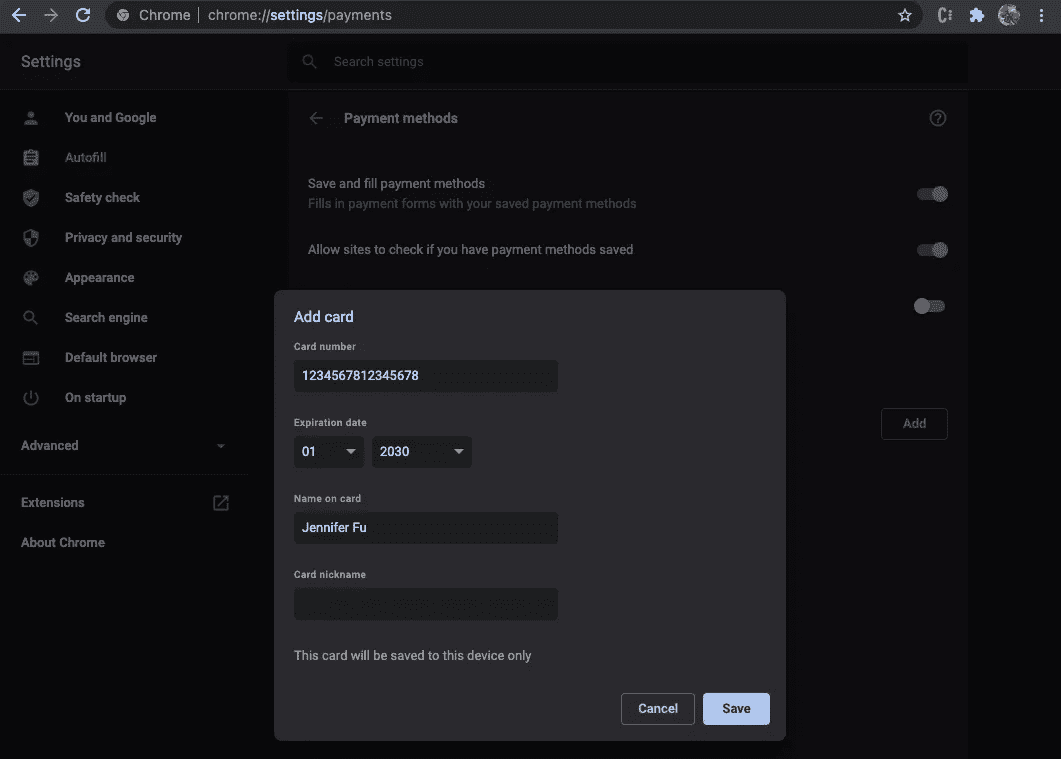 Chrome | chrome://settings/payments
Settings
Search settings
You and Google
Autofill
Safety check
Privacy and security
Appearance
Search engine
Default browser
On startup
Advanced
Extensions
About Chrome
Payment methods
Save and fill payment methods
Fills in payment forms with your saved payment methods
Allow sites to check if you have payment methods saved
Add
Add card
Card number
1234567812345678
Expiration date
01 2030
Name on card
Jennifer Fu
Card nickname
This card will be saved to this device only
Cancel Save